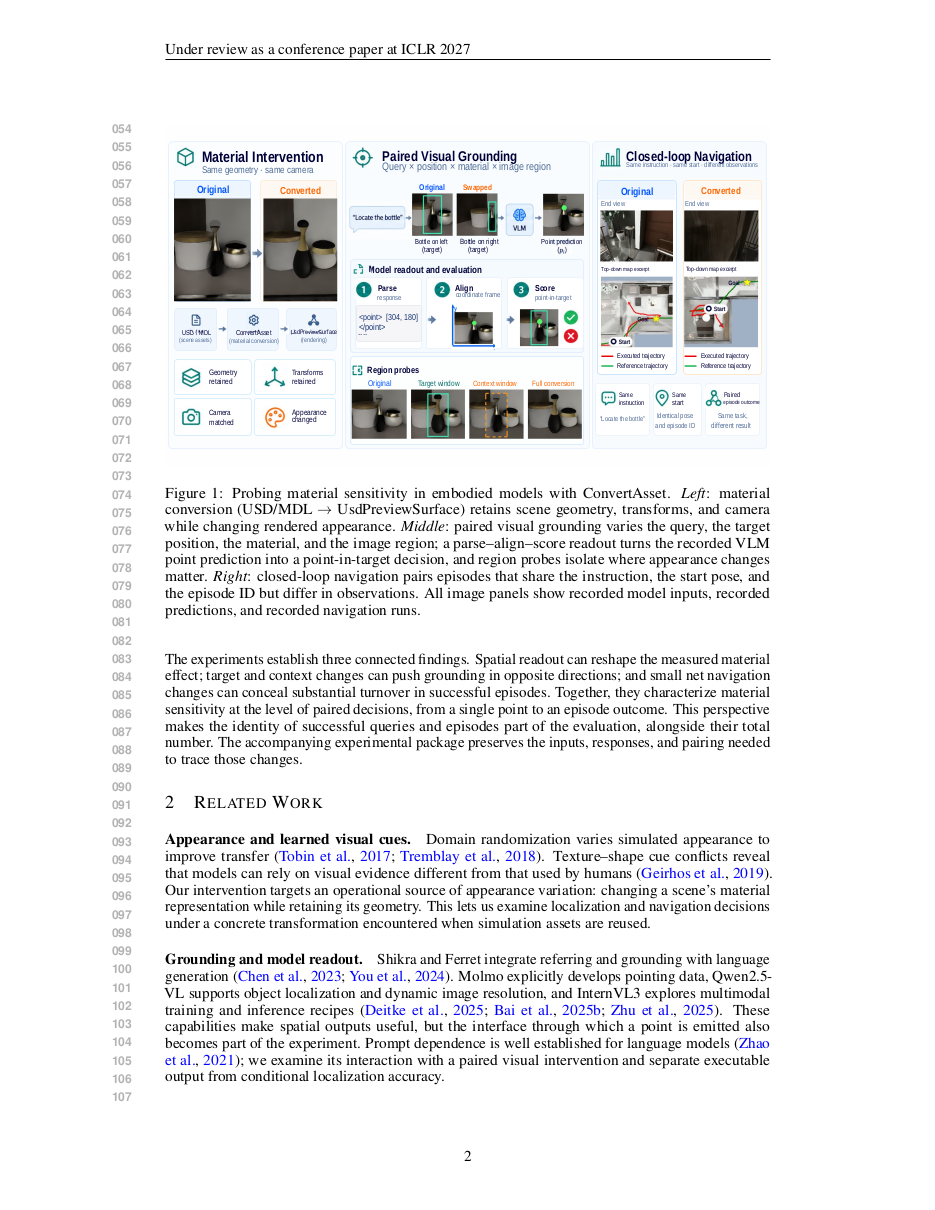 Under review as a conference paper at ICLR 2027
054
055
056
057
058
059
060
061
062
063
064
065
066
067
068
069
070
071
072
073
074
075
076
077
078
079
080
081
082
083
084
085
086
087
088
089
090
091
092
093
094
095
096
097
098
099
100
101
102
103
104
105
106
107
Material Intervention
Same geometry · same camera
Original
Converted
USD / MDL
(scene assets)
ConvertAsset
(material conversion)
UsdPreviewSurface
(rendering)
Geometry
retained
Transforms
retained
Camera
matched
Appearance
changed
Paired Visual Grounding
Query × position × material × image region
Original
Swapped
"Locate the bottle"
VLM
Bottle on left
(target)
Bottle on right
(target)
Point prediction
Model readout and evaluation
1
Parse
response
2
Align
coordinate frame
3
Score
point-in-target
<point> [304, 180]
</point>
Region probes
Original
Target window
Context window
Full conversion
Closed-loop Navigation
Same instruction · same start · different observations
Original
Converted
End view
End view
Top-down map excerpt
Top-down map excerpt
Goal
Start
Goal
Start
Executed trajectory
Reference trajectory
Executed trajectory
Reference trajectory
Same
instruction
"Locate the bottle"
Same
start
Identical pose
and episode ID
Paired
episode outcome
Same task,
different result
Figure 1: Probing material sensitivity in embodied models with ConvertAsset. Left: material
conversion (USD/MDL → UsdPreviewSurface) retains scene geometry, transforms, and camera
while changing rendered appearance. Middle: paired visual grounding varies the query, the target
position, the material, and the image region; a parse–align–score readout turns the recorded VLM
point prediction into a point-in-target decision, and region probes isolate where appearance changes
matter. Right: closed-loop navigation pairs episodes that share the instruction, the start pose, and
the episode ID but differ in observations. All image panels show recorded model inputs, recorded
predictions, and recorded navigation runs.
The experiments establish three connected findings. Spatial readout can reshape the measured material
effect; target and context changes can push grounding in opposite directions; and small net navigation
changes can conceal substantial turnover in successful episodes. Together, they characterize material
sensitivity at the level of paired decisions, from a single point to an episode outcome. This perspective
makes the identity of successful queries and episodes part of the evaluation, alongside their total
number. The accompanying experimental package preserves the inputs, responses, and pairing needed
to trace those changes.
2 RELATED WORK
Appearance and learned visual cues. Domain randomization varies simulated appearance to
improve transfer (Tobin et al., 2017; Tremblay et al., 2018). Texture–shape cue conflicts reveal
that models can rely on visual evidence different from that used by humans (Geirhos et al., 2019).
Our intervention targets an operational source of appearance variation: changing a scene's material
representation while retaining its geometry. This lets us examine localization and navigation decisions
under a concrete transformation encountered when simulation assets are reused.
Grounding and model readout. Shikra and Ferret integrate referring and grounding with language
generation (Chen et al., 2023; You et al., 2024). Molmo explicitly develops pointing data, Qwen2.5-
VL supports object localization and dynamic image resolution, and InternVL3 explores multimodal
training and inference recipes (Deitke et al., 2025; Bai et al., 2025b; Zhu et al., 2025). These
capabilities make spatial outputs useful, but the interface through which a point is emitted also
becomes part of the experiment. Prompt dependence is well established for language models (Zhao
et al., 2021); we examine its interaction with a paired visual intervention and separate executable
output from conditional localization accuracy.
2